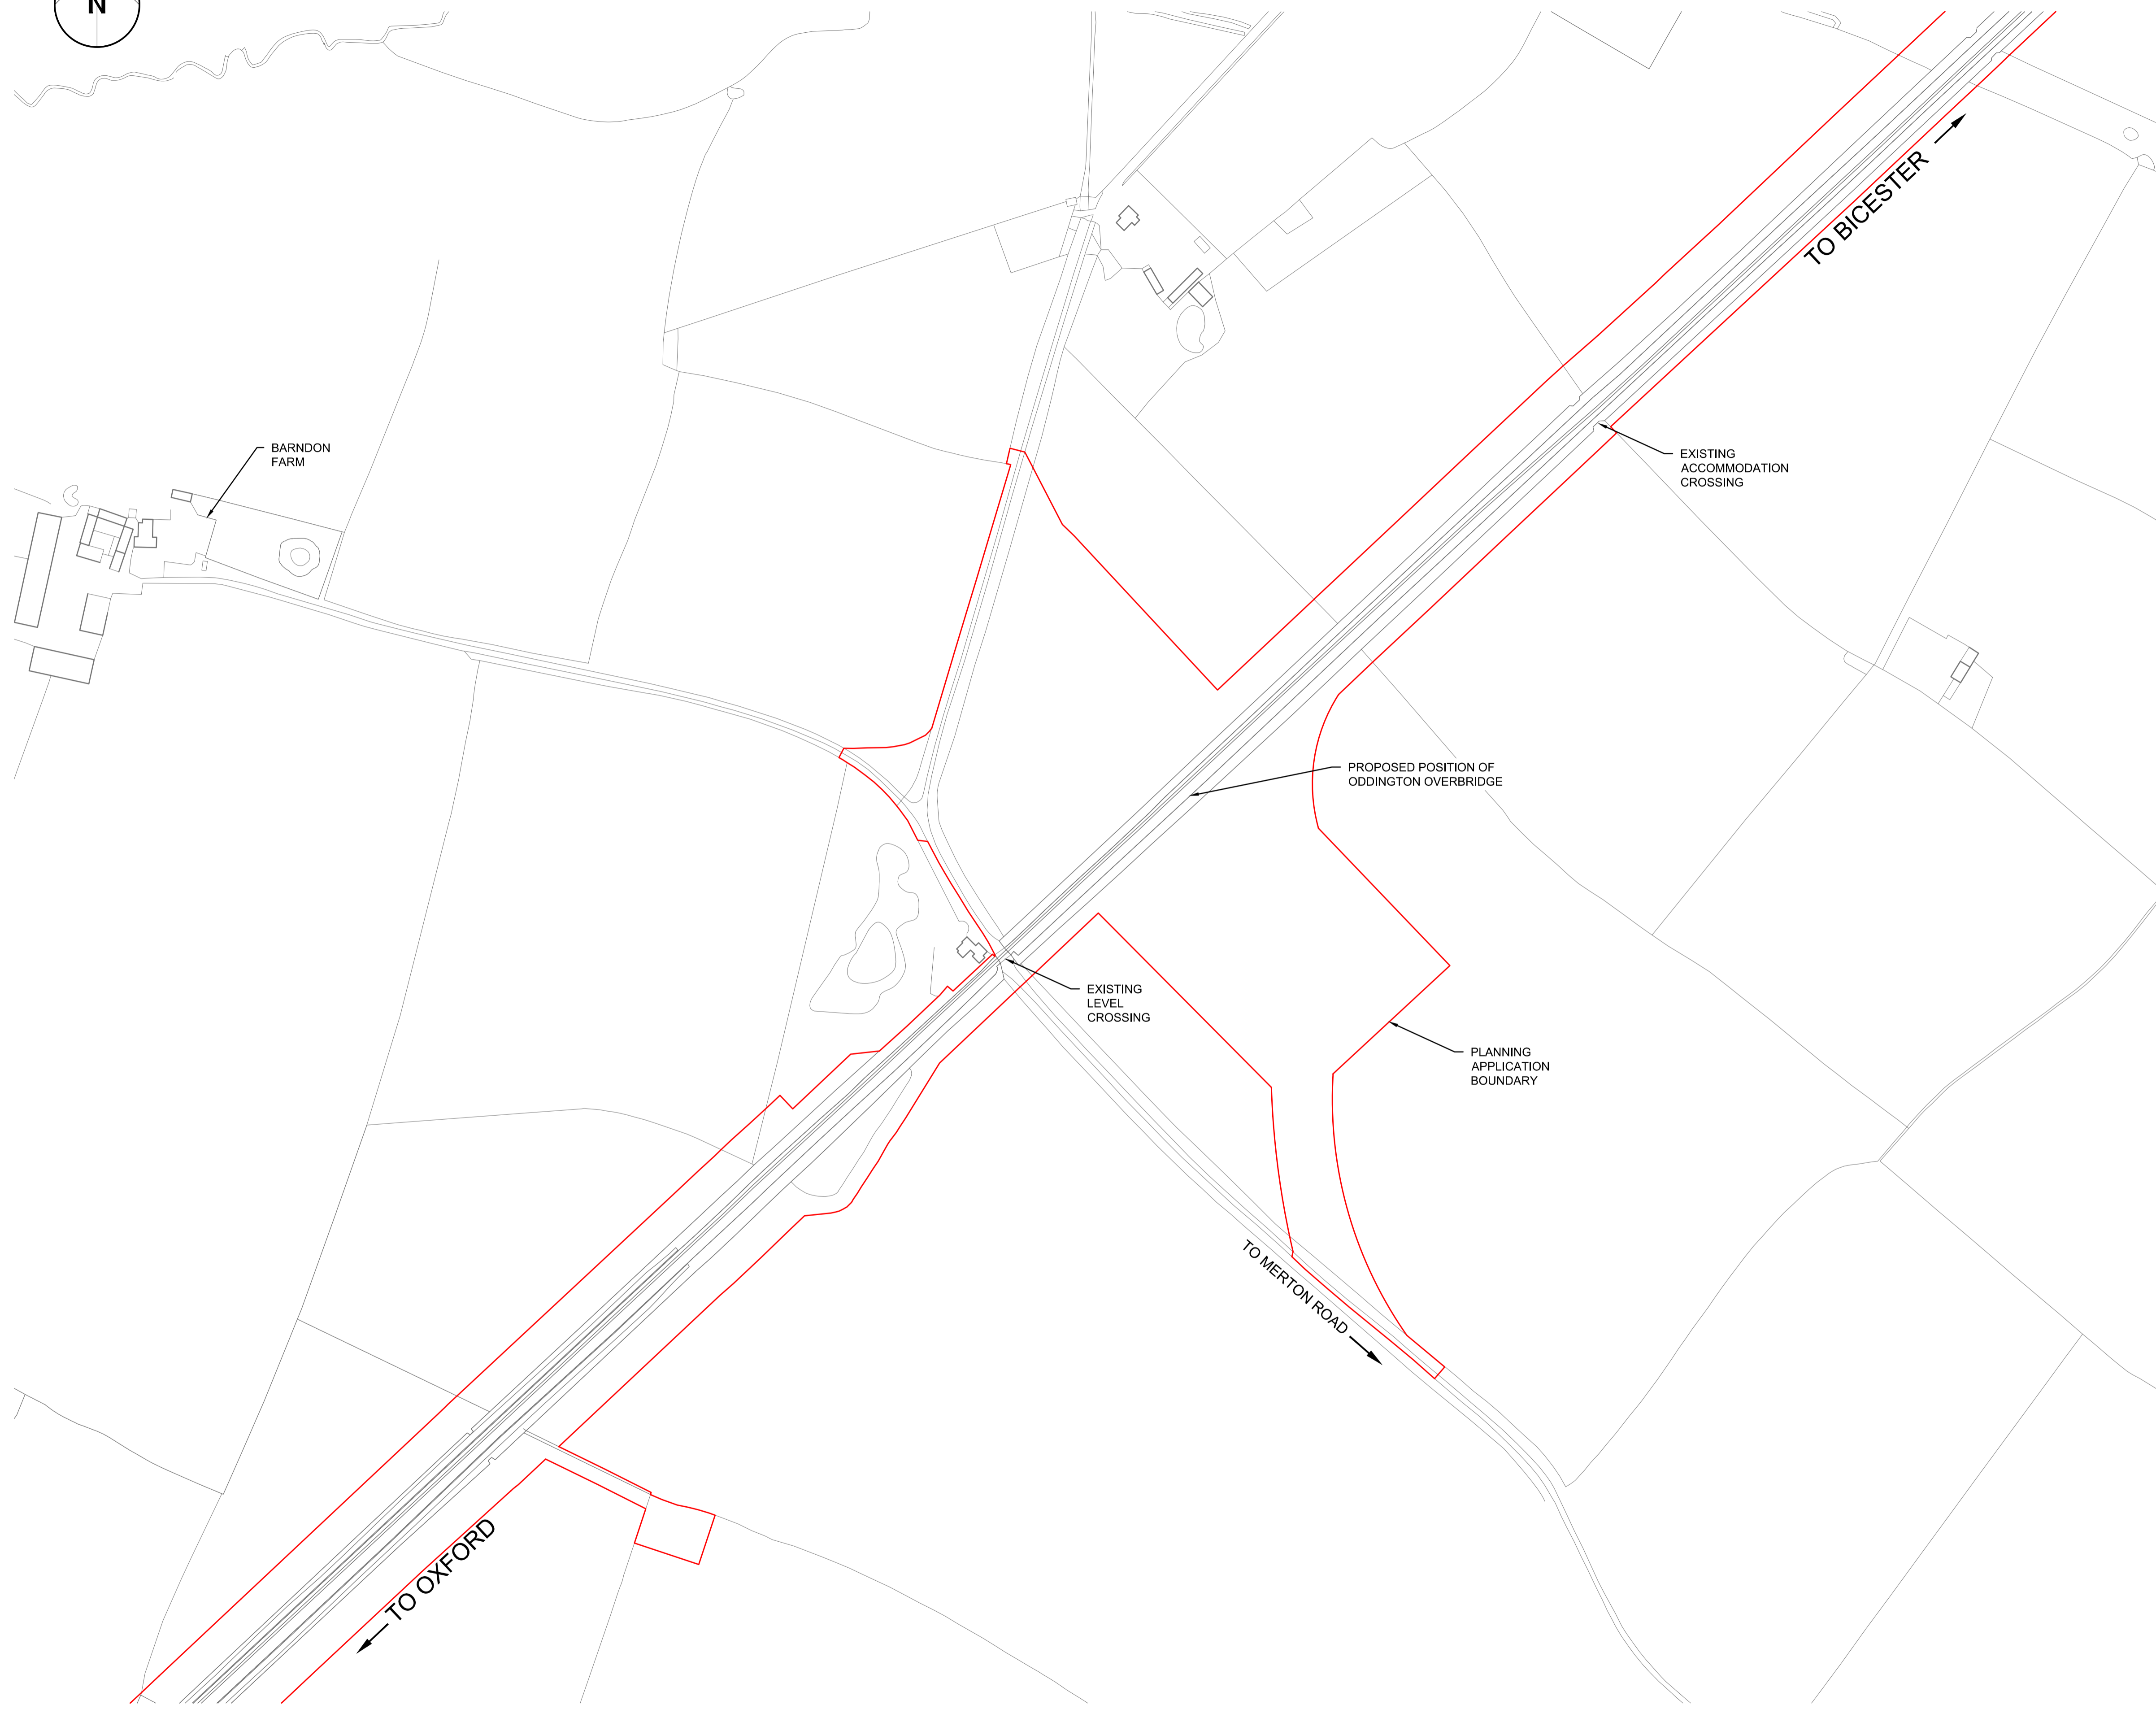 N
TO BICESTER
BARNDON
FARM
EXISTING
ACCOMMODATION
CROSSING
PROPOSED POSITION OF
ODDINGTON OVERBRIDGE
EXISTING
LEVEL
CROSSING
PLANNING
APPLICATION
BOUNDARY
TO MERTON ROAD
TO OXFORD